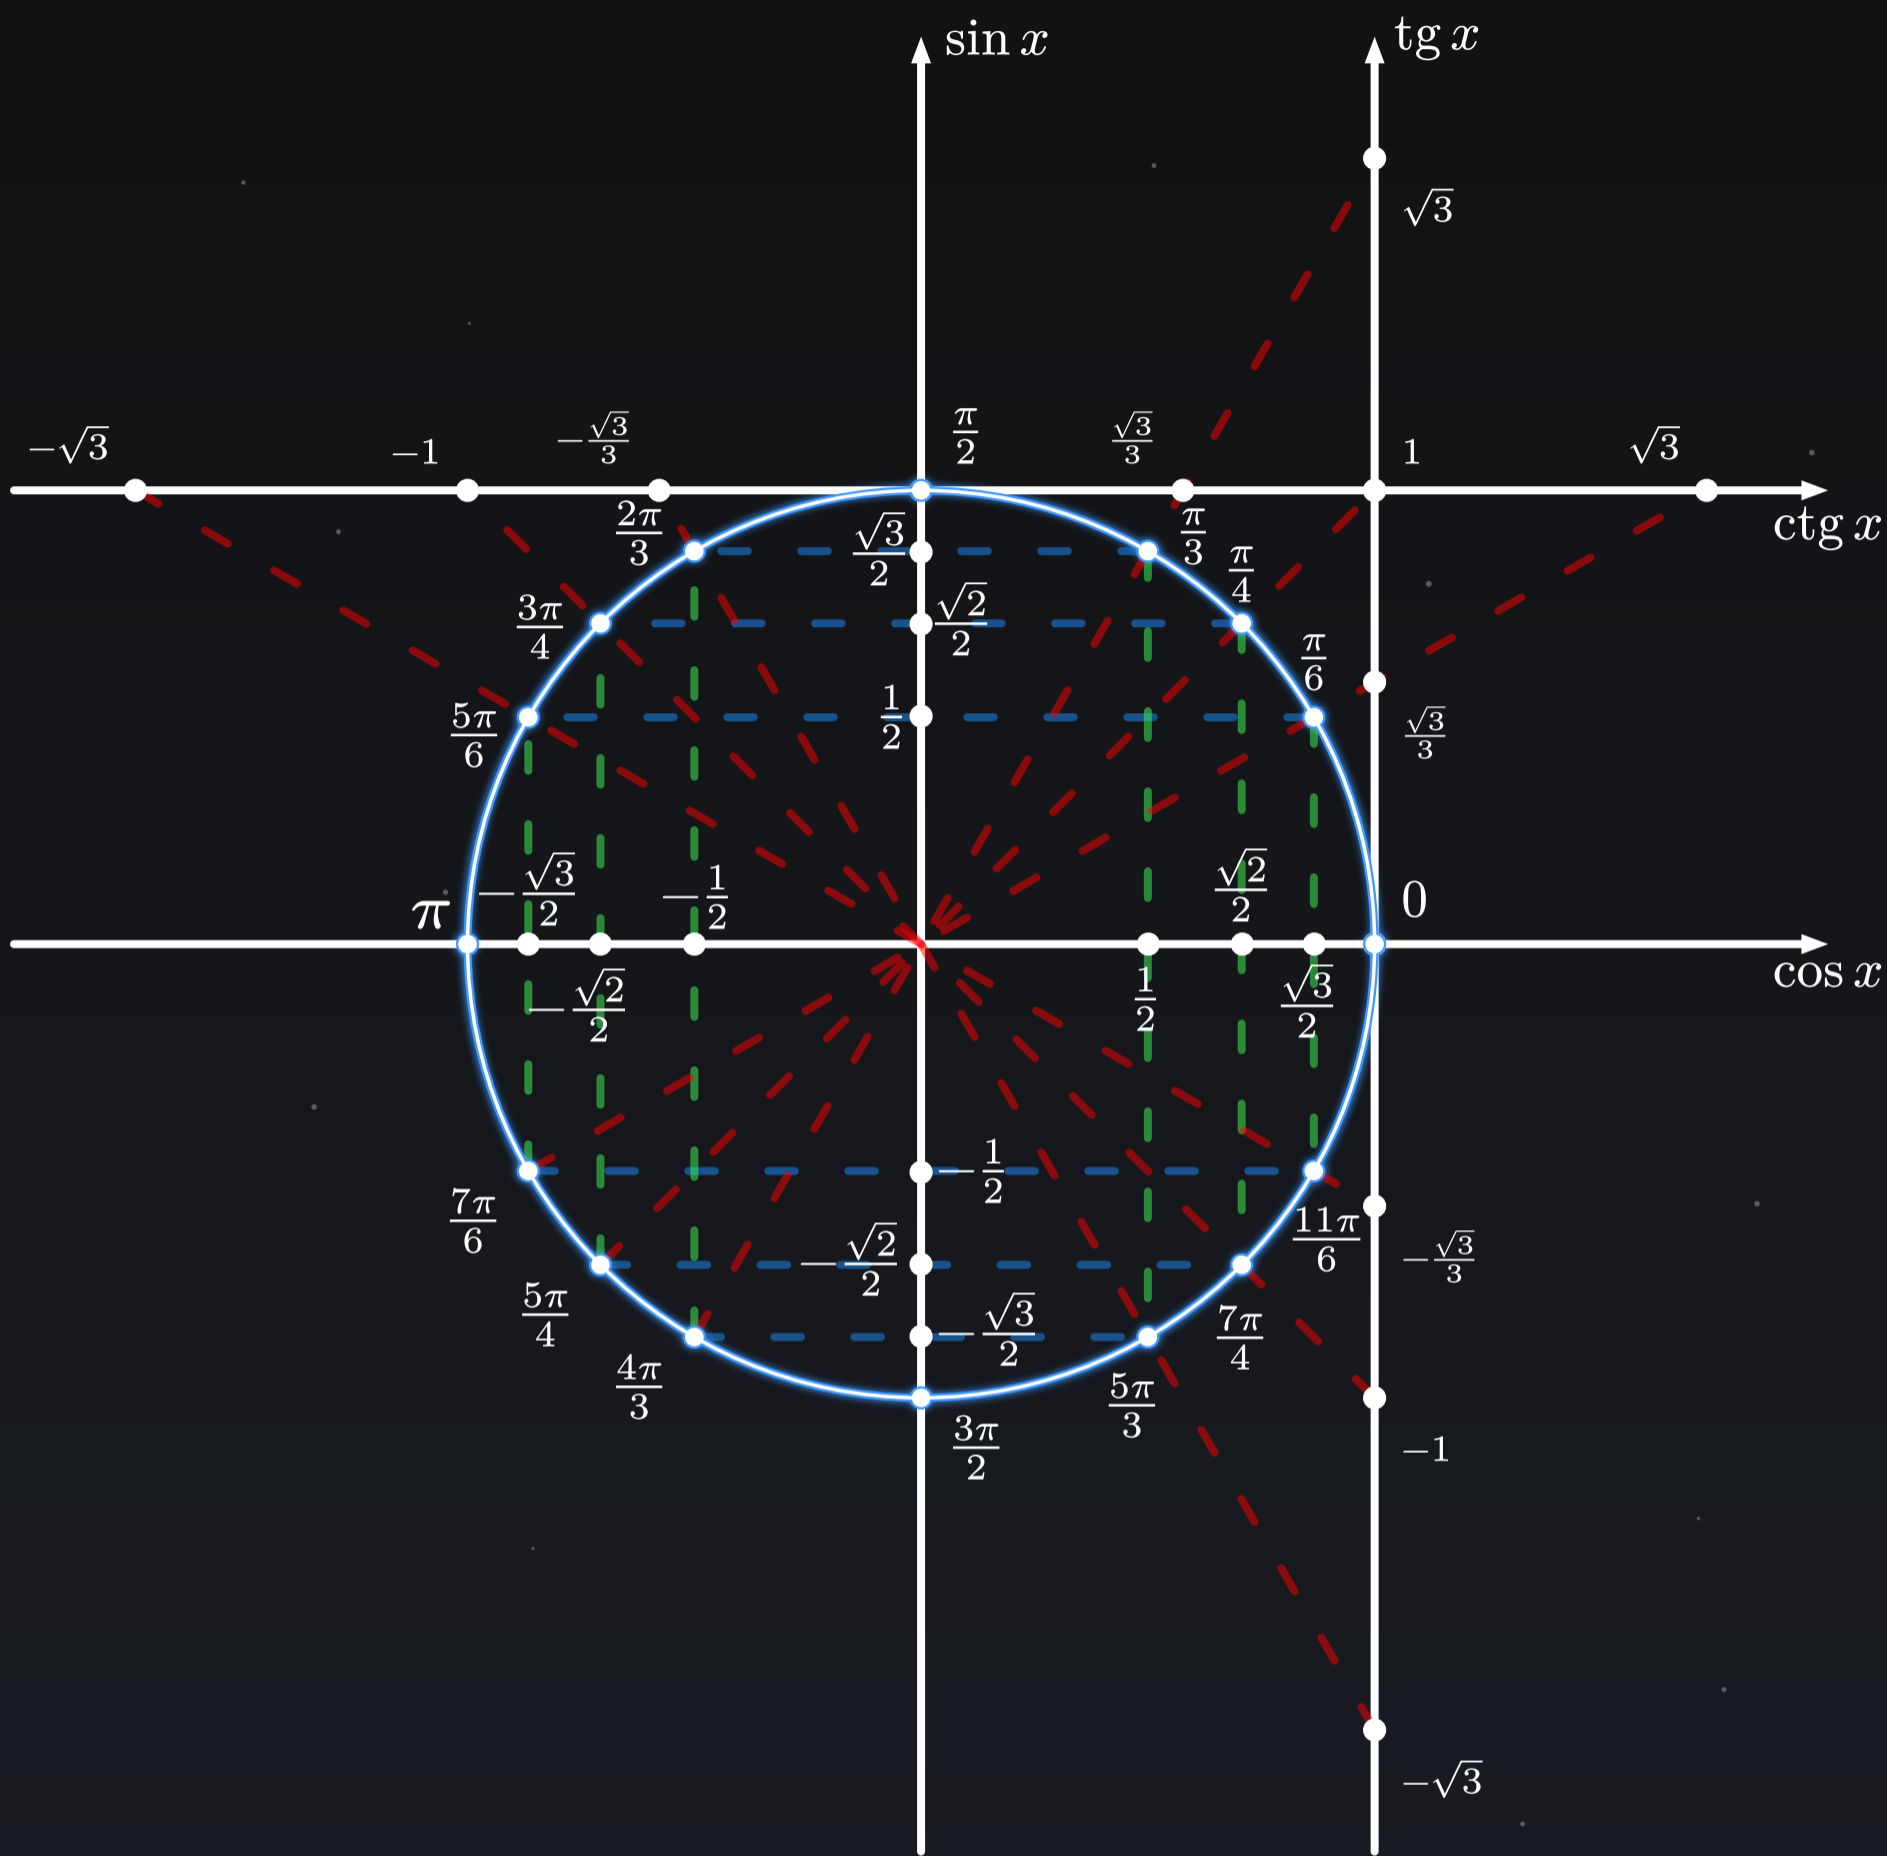 sin x
tg x
√3
−√3
−1
−√3/3
π/2
√3/3
1
√3
ctg x
2π/3
√3/2
π/3
π/4
3π/4
√2/2
π/6
5π/6
1/2
√3/3
π
−√3/2
−1/2
√2/2
0
cos x
−√2/2
1/2
√3/2
−1/2
7π/6
−√2/2
11π/6
−√3/3
5π/4
−√3/2
7π/4
4π/3
5π/3
3π/2
−1
−√3